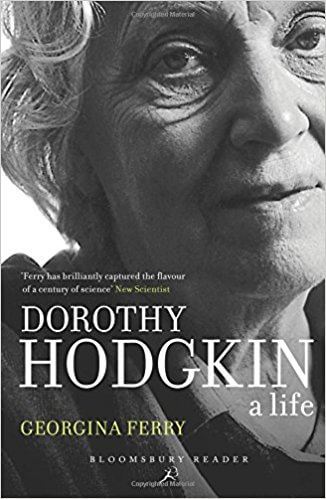 'Ferry has brilliantly captured the flavour
of a century of science' New Scientist
DOROTHY
HODGKIN
a life
GEORGINA FERRY
BLOOMSBURY READER